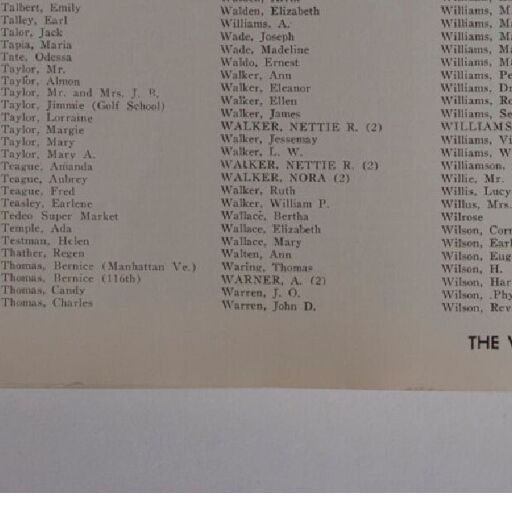 Talbert, Emily
Talley, Earl
Talor, Jack
Tapia, Maria
Tate, Odessa
Taylor, Mr.
Taylor, Almon
Taylor, Mr. and Mrs. J. R.
Taylor, Jimmie (Golf School)
Taylor, Lorraine
Taylor, Margie
Taylor, Mary
Taylor, Mary A.
Teague, Amanda
Teague, Aubrey
Teague, Fred
Teasley, Earlene
Tedeo Super Market
Temple, Ada
Testman, Helen
Thather, Regen
Thomas, Bernice (Manhattan Ve.)
Thomas, Bernice (116th)
Thomas, Candy
Thomas, Charles
Walden, Elizabeth
Williams, A.
Wade, Joseph
Wade, Madeline
Waldo, Ernest
Walker, Ann
Walker, Eleanor
Walker, Ellen
Walker, James
WALKER, NETTIE R. (2)
Walker, Jessemay
Walker, L. W.
WALKER, NETTIE R. (2)
WALKER, NORA (2)
Walker, Ruth
Walker, William P.
Wallace, Bertha
Wallace, Elizabeth
Wallace, Mary
Walten, Ann
Waring, Thomas
WARNER, A. (2)
Warren, J. O.
Warren, John D.
Williams, M
Williams, Ma
Williams, Ma
Williams, Ma
Williams, Ma
Williams, Pe
Williams, Dr
Williams, Ro
Williams, Se
WILLIAMS
Williams, Vi
Williams, W
Williamson,
Willie, Mr.
Willis, Lucy
Willus, Mrs.
Wilrose
Wilson, Corn
Wilson, Earl
Wilson, Eug
Wilson, H.
Wilson, Har
Wilson, Phy
Wilson, Rev
THE